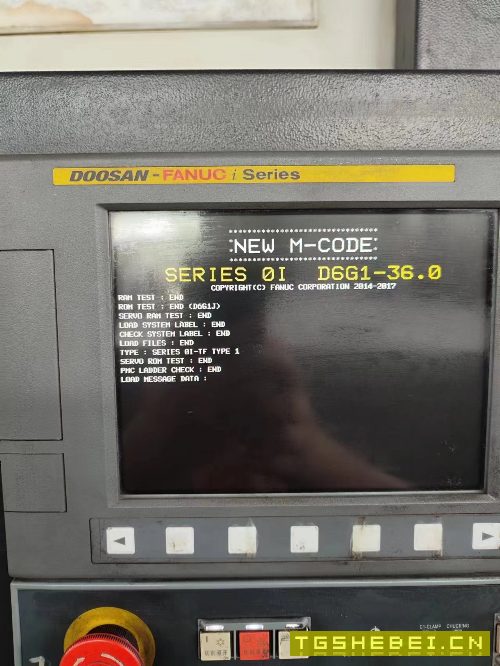 DOOSAN-FANUC i Series
:NEW M-CODE:
SERIES 0I D6G1-36.0
COPYRIGHT(C) FANUC CORPORATION 2014-2017
RAM TEST : END
ROM TEST : END (D6G1J)
SERVO RAM TEST : END
LOAD SYSTEM LABEL : END
CHECK SYSTEM LABEL : END
LOAD FILES : END
TYPE : SERIES 0I-TF TYPE 1
SERVO ROM TEST : END
PMC LADDER CHECK : END
LOAD MESSAGE DATA :
CHUCKING
TGSHEBEI.CN